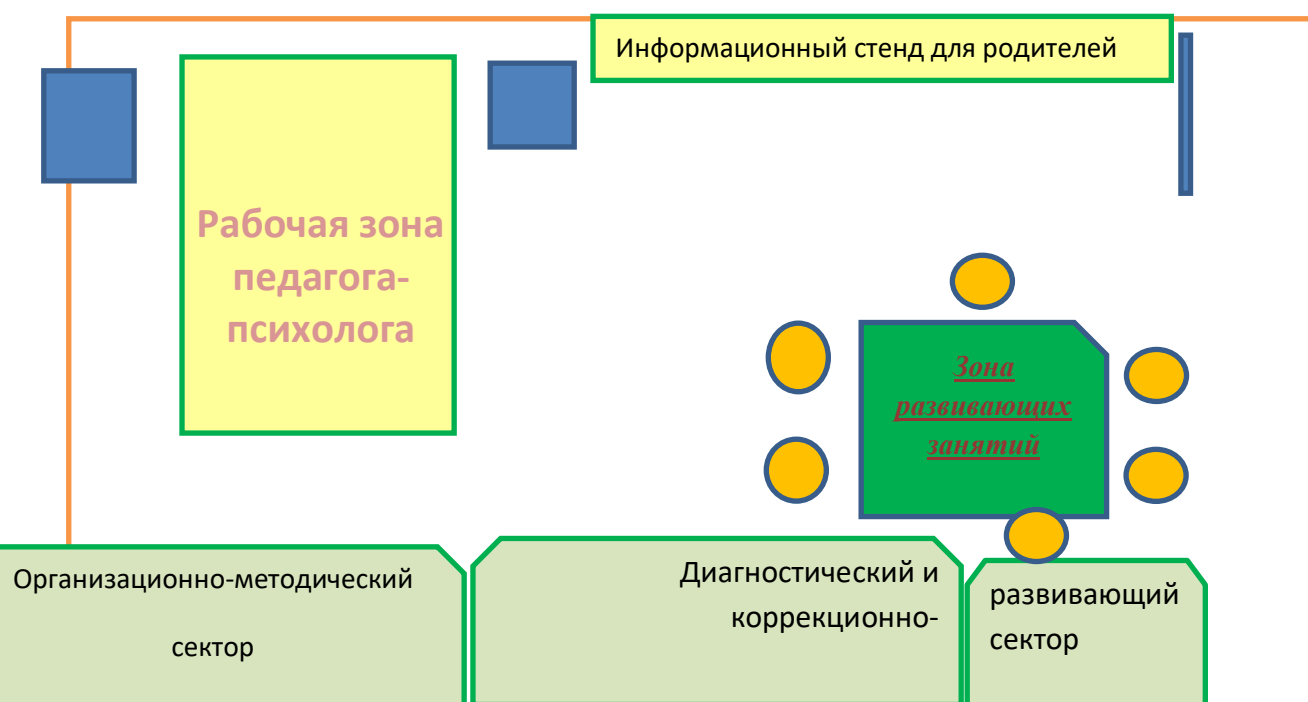 Информационный стенд для родителей
Рабочая зона
педагога-
психолога
Зона
развивающих
занятий
Организационно-методический
сектор
Диагностический и
коррекционно-
развивающий
сектор